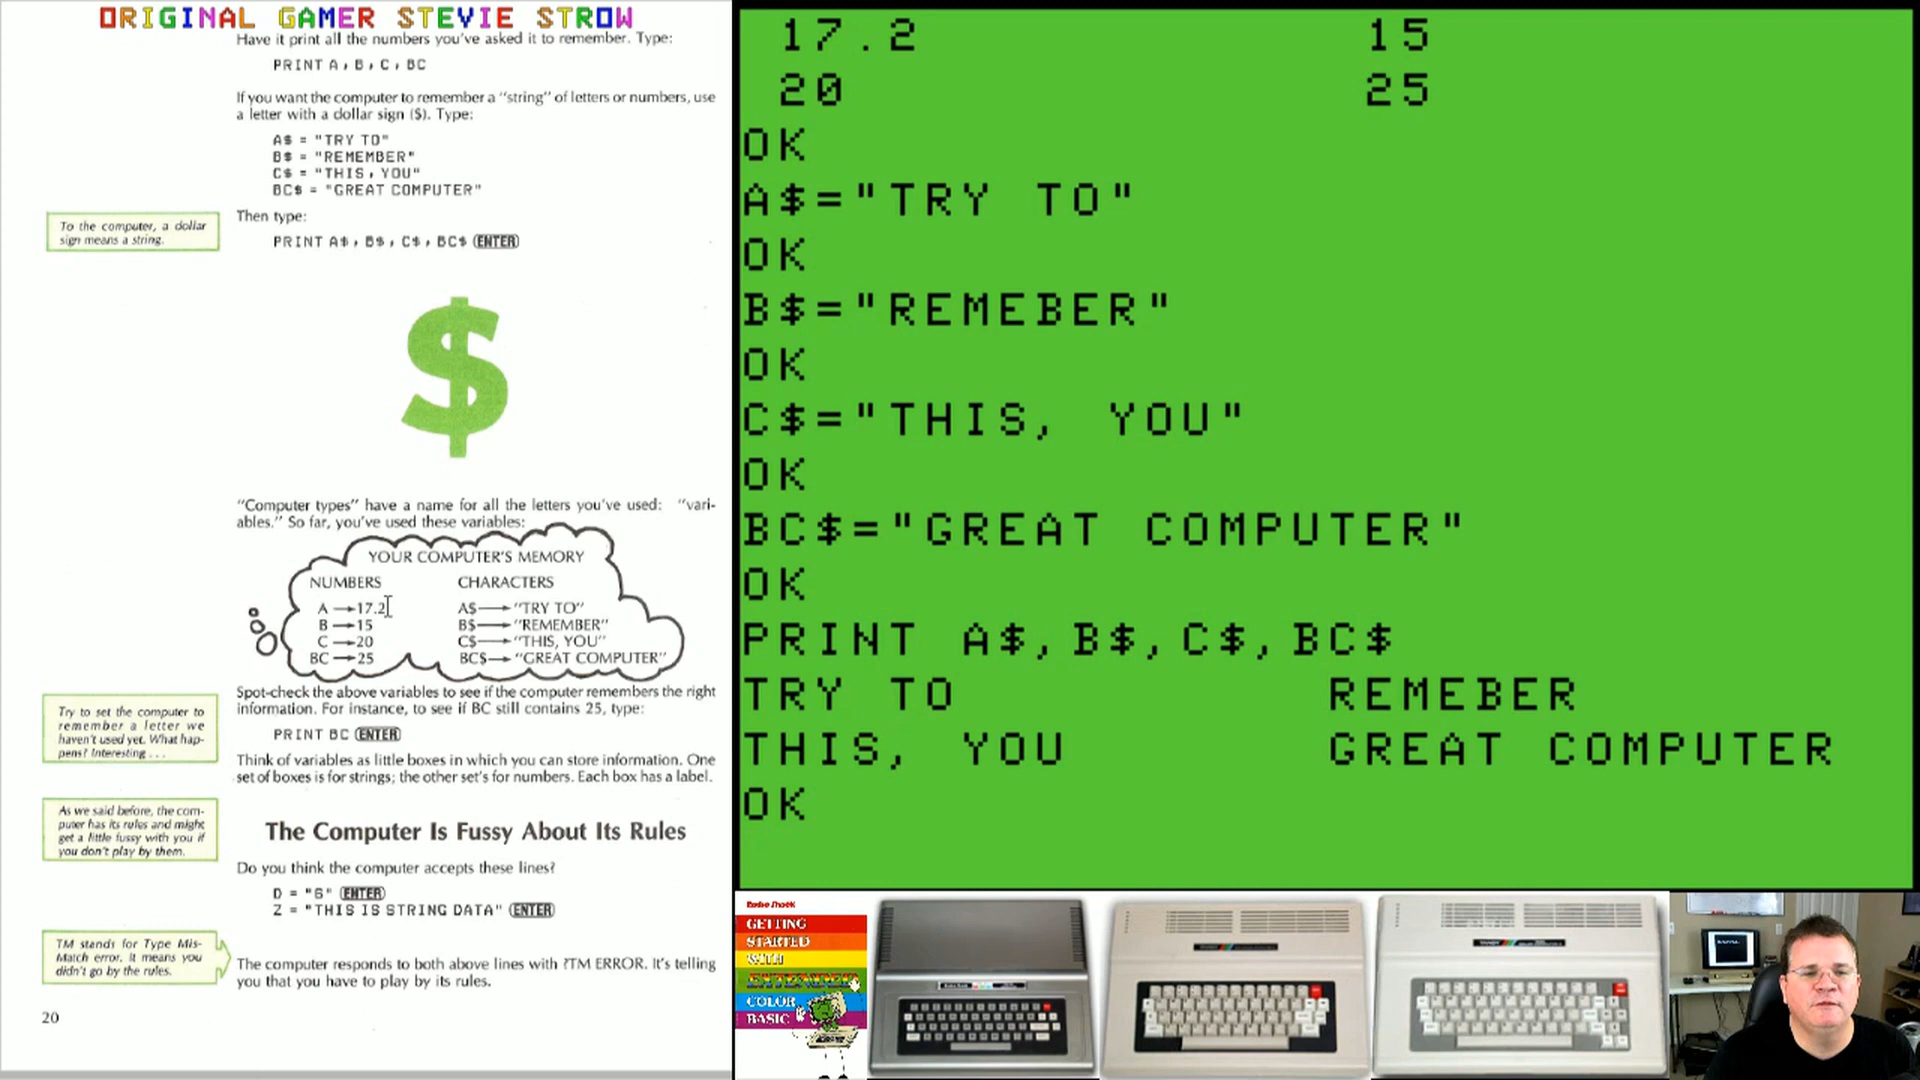 ORIGINAL GAMER STEVIE STROW
Have it print all the numbers you've asked it to remember. Type:
PRINT A, B, C, BC
If you want the computer to remember a "string" of letters or numbers, use
a letter with a dollar sign ($). Type:
A$ = "TRY TO"
B$ = "REMEMBER"
C$ = "THIS, YOU"
BC$ = "GREAT COMPUTER"
To the computer, a dollar
sign means a string.
Then type:
PRINT A$, B$, C$, BC$ ENTER
$
"Computer types" have a name for all the letters you've used: "vari-
ables." So far, you've used these variables:
YOUR COMPUTER'S MEMORY
NUMBERS CHARACTERS
A → 17.2 A$ → "TRY TO"
B → 15 B$ → "REMEMBER"
C → 20 C$ → "THIS, YOU"
BC → 25 BC$ → "GREAT COMPUTER"
Spot-check the above variables to see if the computer remembers the right
information. For instance, to see if BC still contains 25, type:
PRINT BC ENTER
Try to set the computer to
remember a letter we
haven't used yet. What hap-
pens? Interesting . . .
Think of variables as little boxes in which you can store information. One
set of boxes is for strings; the other set's for numbers. Each box has a label.
As we said before, the com-
puter has its rules and might
get a little fussy with you if
you don't play by them.
The Computer Is Fussy About Its Rules
Do you think the computer accepts these lines?
D = "6" ENTER
Z = "THIS IS STRING DATA" ENTER
TM stands for Type Mis-
Match error. It means you
didn't go by the rules.
The computer responds to both above lines with ?TM ERROR. It's telling
you that you have to play by its rules.
20
17.2 15
20 25
OK
A$="TRY TO"
OK
B$="REMEBER"
OK
C$="THIS, YOU"
OK
BC$="GREAT COMPUTER"
OK
PRINT A$,B$,C$,BC$
TRY TO REMEBER
THIS, YOU GREAT COMPUTER
OK
Radio Shack
GETTING
STARTED
WITH
EXTENDED
COLOR
BASIC